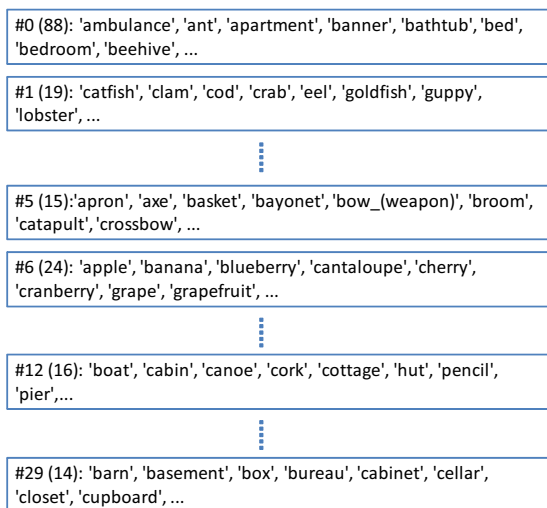 #0 (88): 'ambulance', 'ant', 'apartment', 'banner', 'bathtub', 'bed',
'bedroom', 'beehive', ...
#1 (19): 'catfish', 'clam', 'cod', 'crab', 'eel', 'goldfish', 'guppy',
'lobster', ...
#5 (15):'apron', 'axe', 'basket', 'bayonet', 'bow_(weapon)', 'broom',
'catapult', 'crossbow', ...
#6 (24): 'apple', 'banana', 'blueberry', 'cantaloupe', 'cherry',
'cranberry', 'grape', 'grapefruit', ...
#12 (16): 'boat', 'cabin', 'canoe', 'cork', 'cottage', 'hut', 'pencil',
'pier',...
#29 (14): 'barn', 'basement', 'box', 'bureau', 'cabinet', 'cellar',
'closet', 'cupboard', ...